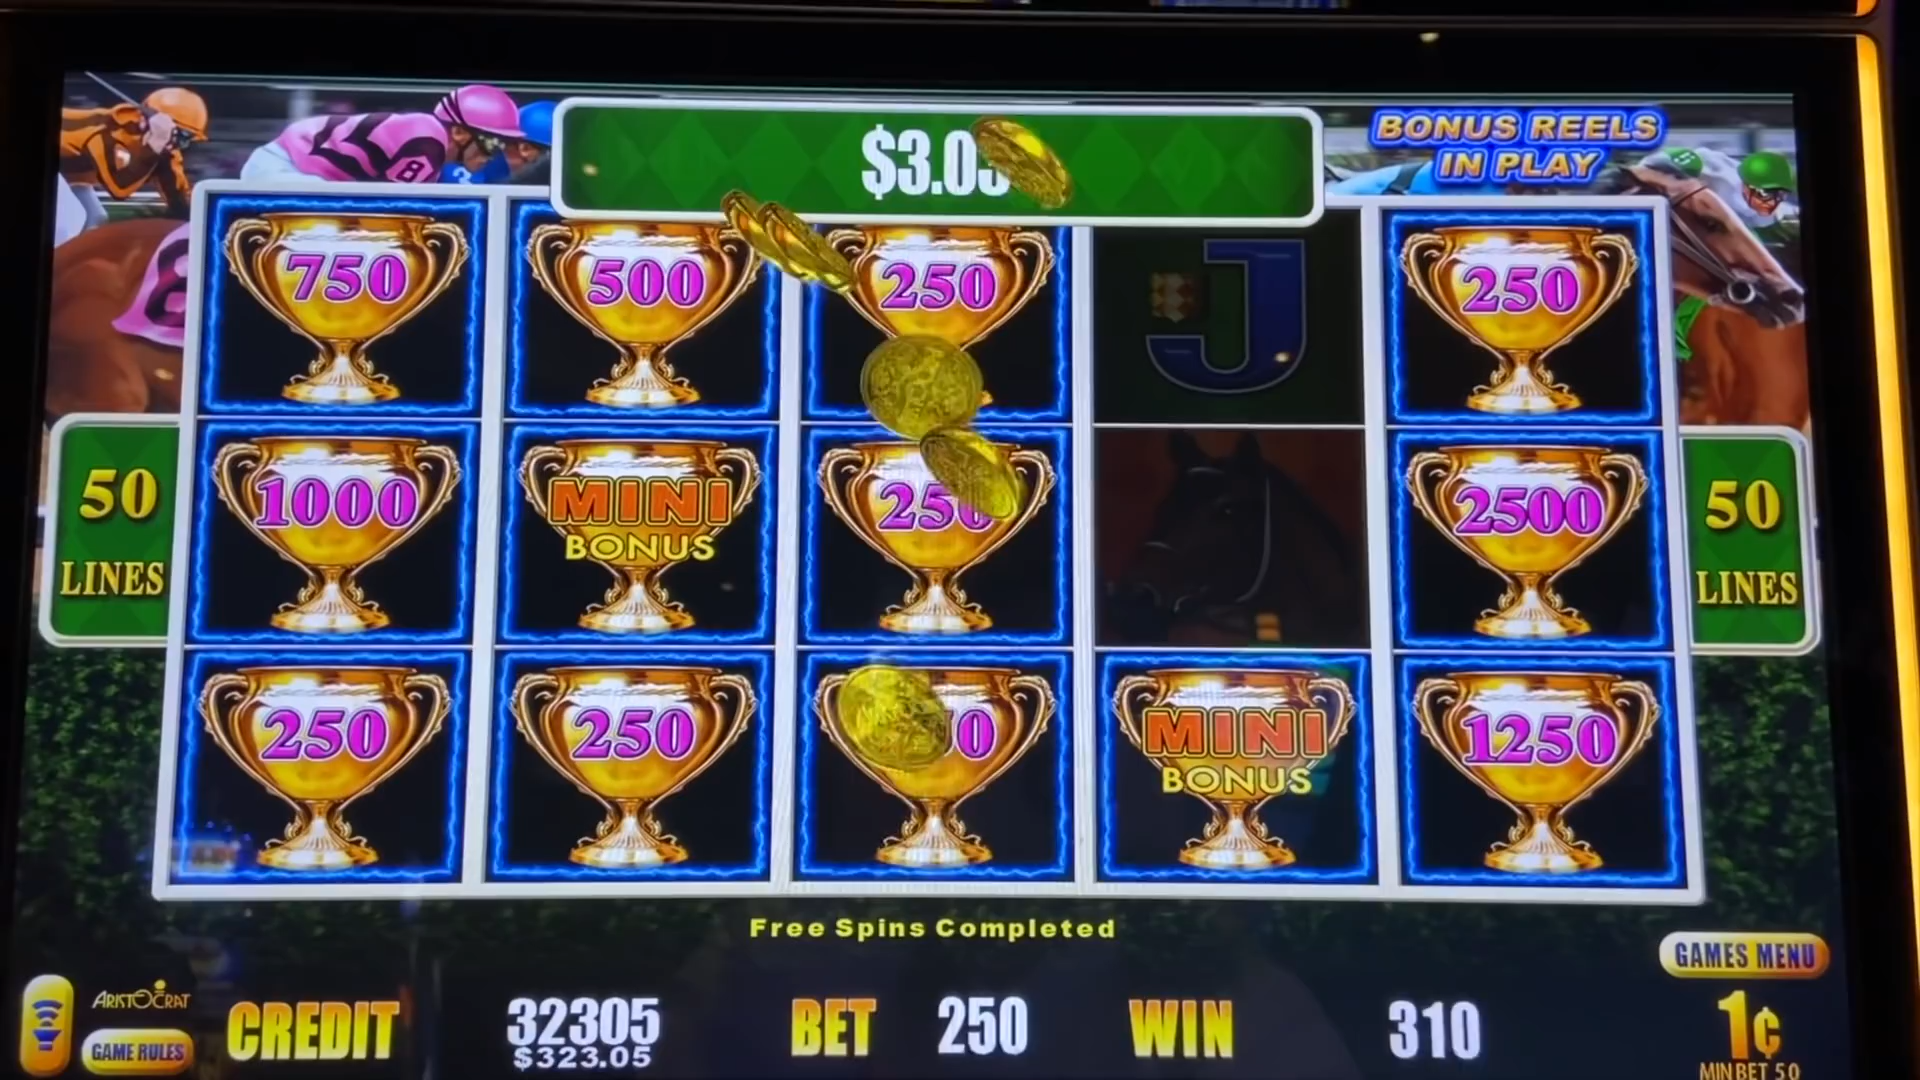 BONUS REELS
IN PLAY
8
750
500
250
J
250
50
LINES
1000
MINI
BONUS
2500
50
LINES
250
250
MINI
BONUS
1250
Free Spins Completed
GAMES MENU
ARISTOCRAT
GAME RULES
CREDIT
32305
$323.05
BET
250
WIN
310
1¢
MIN BET 50